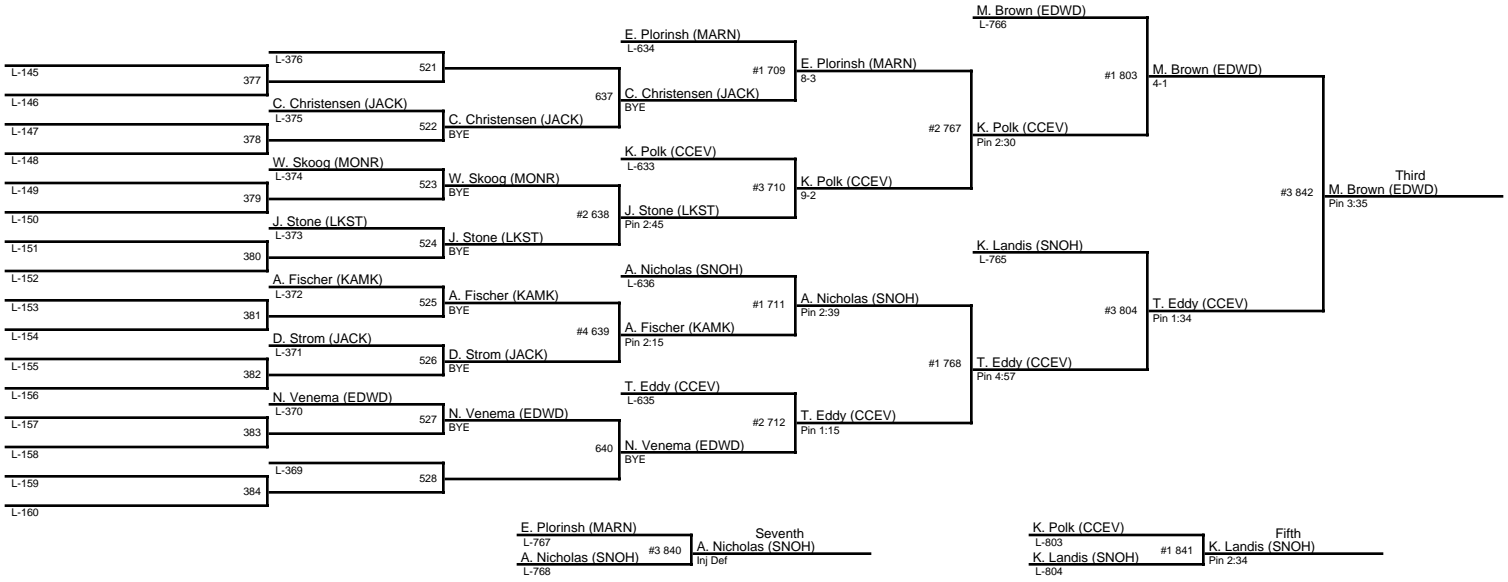 L-145
377
L-146
L-147
378
L-148
L-149
379
L-150
L-151
380
L-152
L-153
381
L-154
L-155
382
L-156
L-157
383
L-158
L-159
384
L-160
L-376
521
C. Christensen (JACK)
L-375
522
W. Skoog (MONR)
L-374
523
J. Stone (LKST)
L-373
524
A. Fischer (KAMK)
L-372
525
D. Strom (JACK)
L-371
526
N. Venema (EDWD)
L-370
527
L-369
528
C. Christensen (JACK)
BYE
637
W. Skoog (MONR)
BYE
#2 638
J. Stone (LKST)
BYE
A. Fischer (KAMK)
BYE
#4 639
D. Strom (JACK)
BYE
N. Venema (EDWD)
BYE
640
E. Plorinsh (MARN)
L-634
#1 709
C. Christensen (JACK)
BYE
K. Polk (CCEV)
L-633
#3 710
J. Stone (LKST)
Pin 2:45
A. Nicholas (SNOH)
L-636
#1 711
A. Fischer (KAMK)
Pin 2:15
T. Eddy (CCEV)
L-635
#2 712
N. Venema (EDWD)
BYE
E. Plorinsh (MARN)
8-3
#2 767
K. Polk (CCEV)
9-2
A. Nicholas (SNOH)
Pin 2:39
#1 768
T. Eddy (CCEV)
Pin 1:15
M. Brown (EDWD)
L-766
#1 803
K. Polk (CCEV)
Pin 2:30
K. Landis (SNOH)
L-765
#3 804
T. Eddy (CCEV)
Pin 4:57
M. Brown (EDWD)
4-1
#3 842
T. Eddy (CCEV)
Pin 1:34
Third
M. Brown (EDWD)
Pin 3:35
E. Plorinsh (MARN)
L-767
#3 840
A. Nicholas (SNOH)
L-768
Seventh
A. Nicholas (SNOH)
Inj Def
K. Polk (CCEV)
L-803
#1 841
K. Landis (SNOH)
L-804
Fifth
K. Landis (SNOH)
Pin 2:34